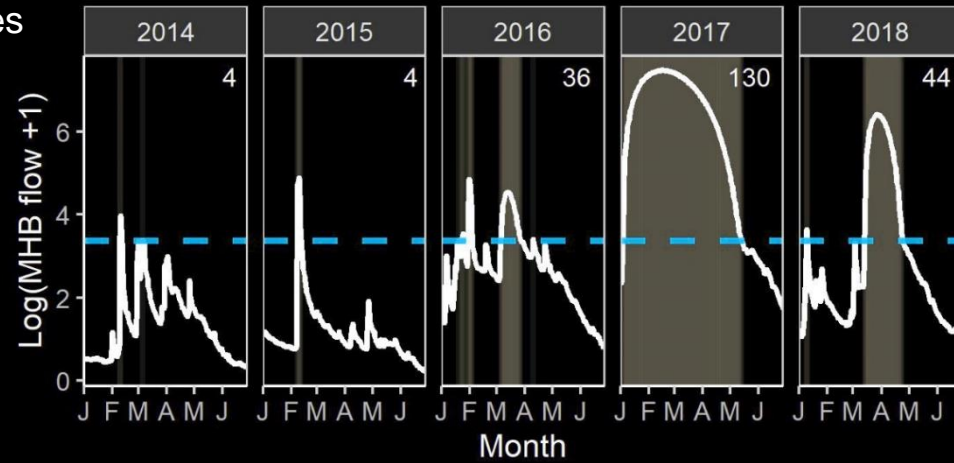 es
2014 2015 2016 2017 2018
4 4 36 130 44
Log(MHB flow +1)
6
4
2
0
J F M A M J J F M A M J J F M A M J J F M A M J J F M A M J
Month